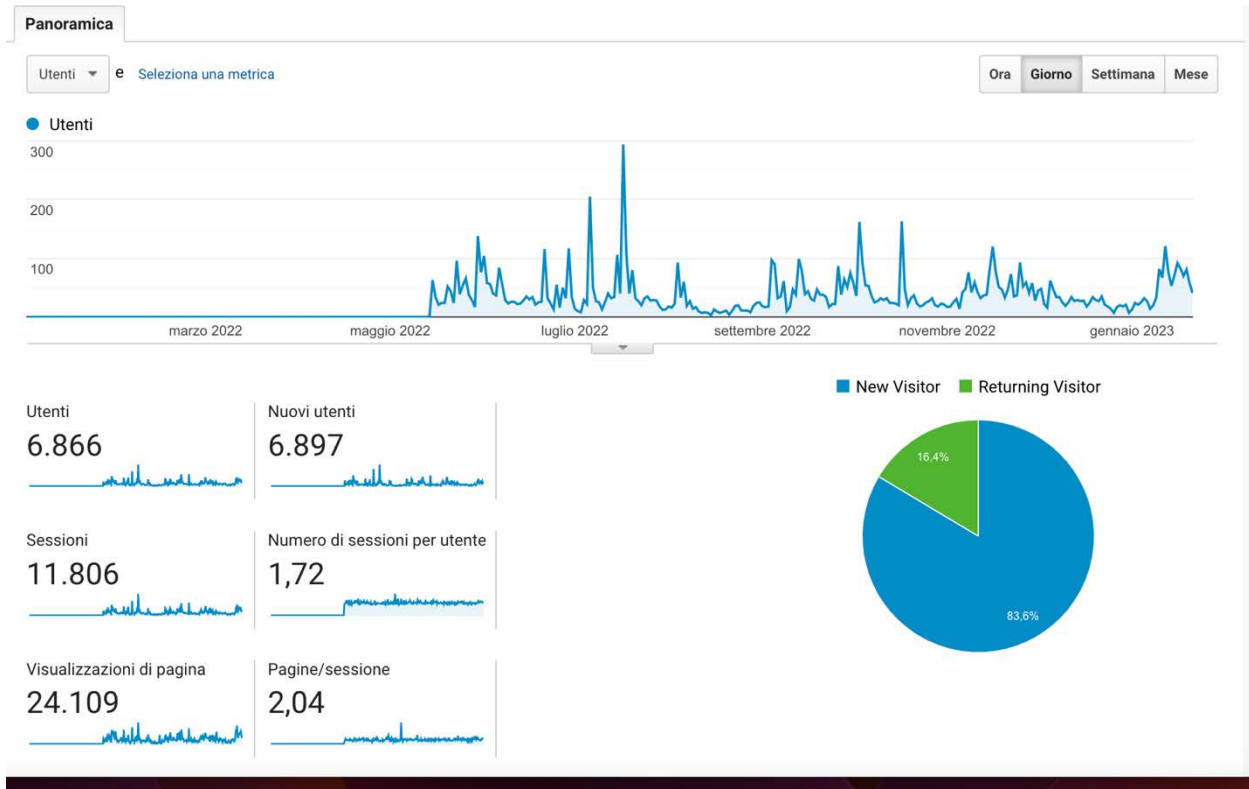 Panoramica
Utenti e Seleziona una metrica
Ora Giorno Settimana Mese
Utenti
300
200
100
marzo 2022 maggio 2022 luglio 2022 settembre 2022 novembre 2022 gennaio 2023
New Visitor Returning Visitor
Utenti
6.866
Nuovi utenti
6.897
Sessioni
11.806
Numero di sessioni per utente
1,72
Visualizzazioni di pagina
24.109
Pagine/sessione
2,04
16,4%
83,6%